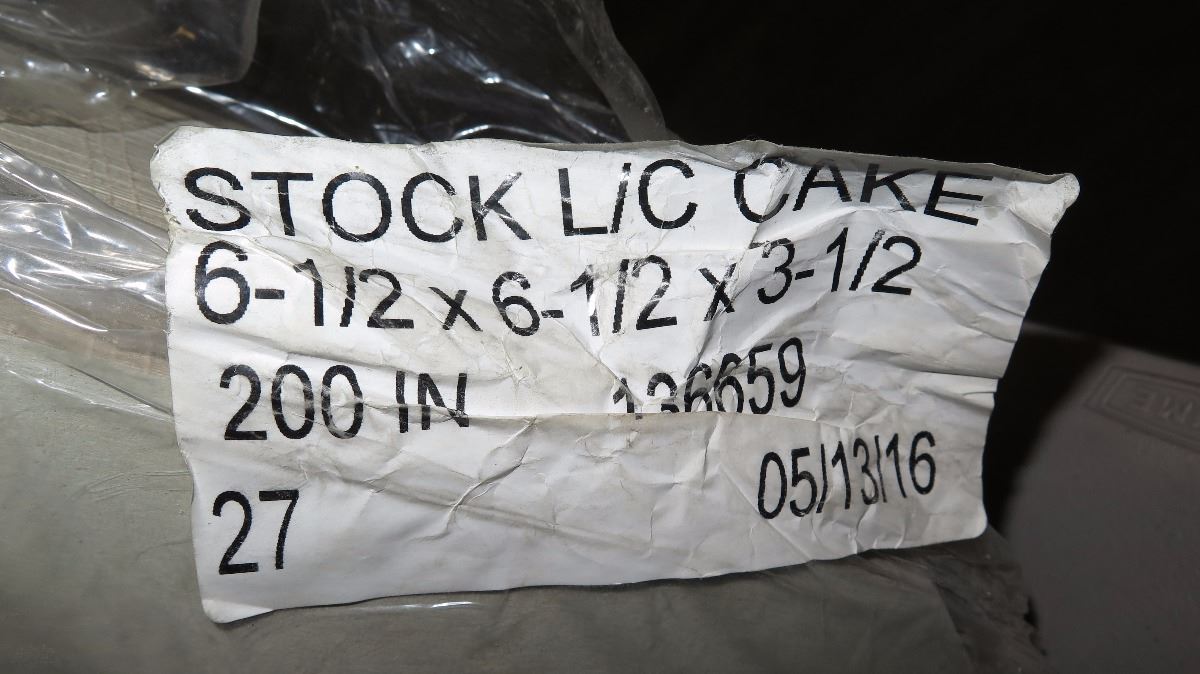 STOCK L/C CAKE
6-1/2 x 6-1/2 x 3-1/2
200 IN 136659
05/13/16
27